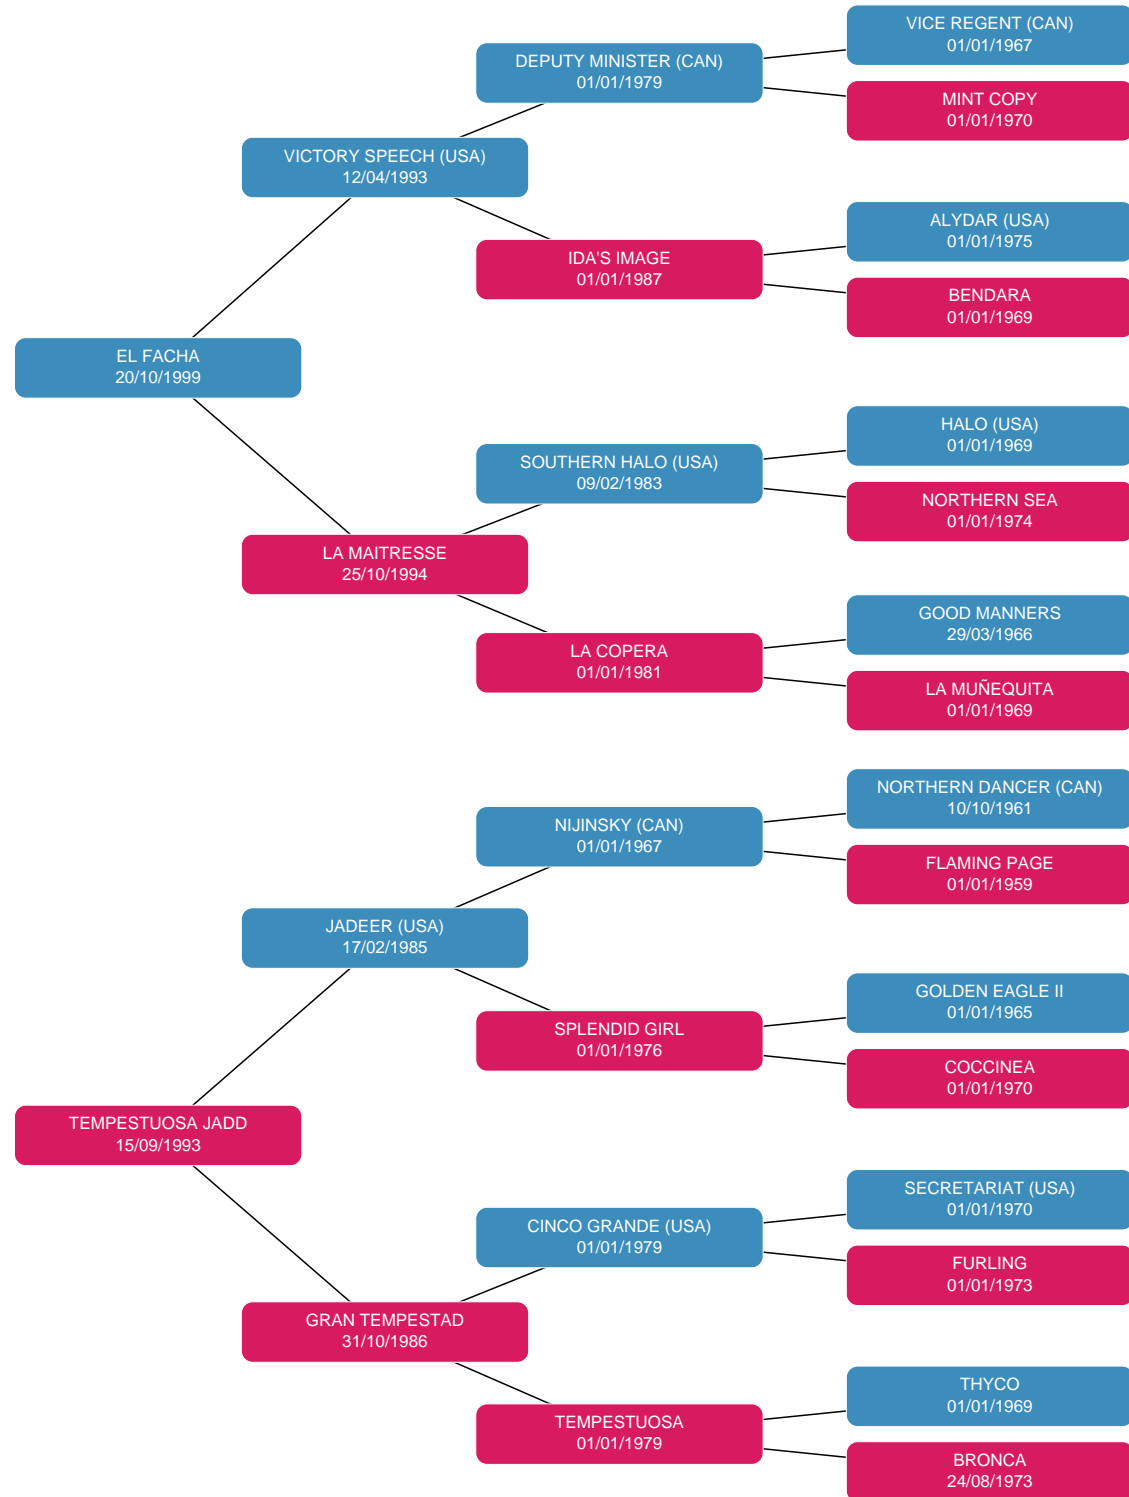 VICE REGENT (CAN)
01/01/1967
DEPUTY MINISTER (CAN)
01/01/1979
MINT COPY
01/01/1970
VICTORY SPEECH (USA)
12/04/1993
ALYDAR (USA)
01/01/1975
IDA'S IMAGE
01/01/1987
BENDARA
01/01/1969
EL FACHA
20/10/1999
HALO (USA)
01/01/1969
SOUTHERN HALO (USA)
09/02/1983
NORTHERN SEA
01/01/1974
LA MAITRESSE
25/10/1994
GOOD MANNERS
29/03/1966
LA COPERA
01/01/1981
LA MUÑEQUITA
01/01/1969
NORTHERN DANCER (CAN)
10/10/1961
NIJINSKY (CAN)
01/01/1967
FLAMING PAGE
01/01/1959
JADEER (USA)
17/02/1985
GOLDEN EAGLE II
01/01/1965
SPLENDID GIRL
01/01/1976
COCCINEA
01/01/1970
TEMPESTUOSA JADD
15/09/1993
SECRETARIAT (USA)
01/01/1970
CINCO GRANDE (USA)
01/01/1979
FURLING
01/01/1973
GRAN TEMPESTAD
31/10/1986
THYCO
01/01/1969
TEMPESTUOSA
01/01/1979
BRONCA
24/08/1973